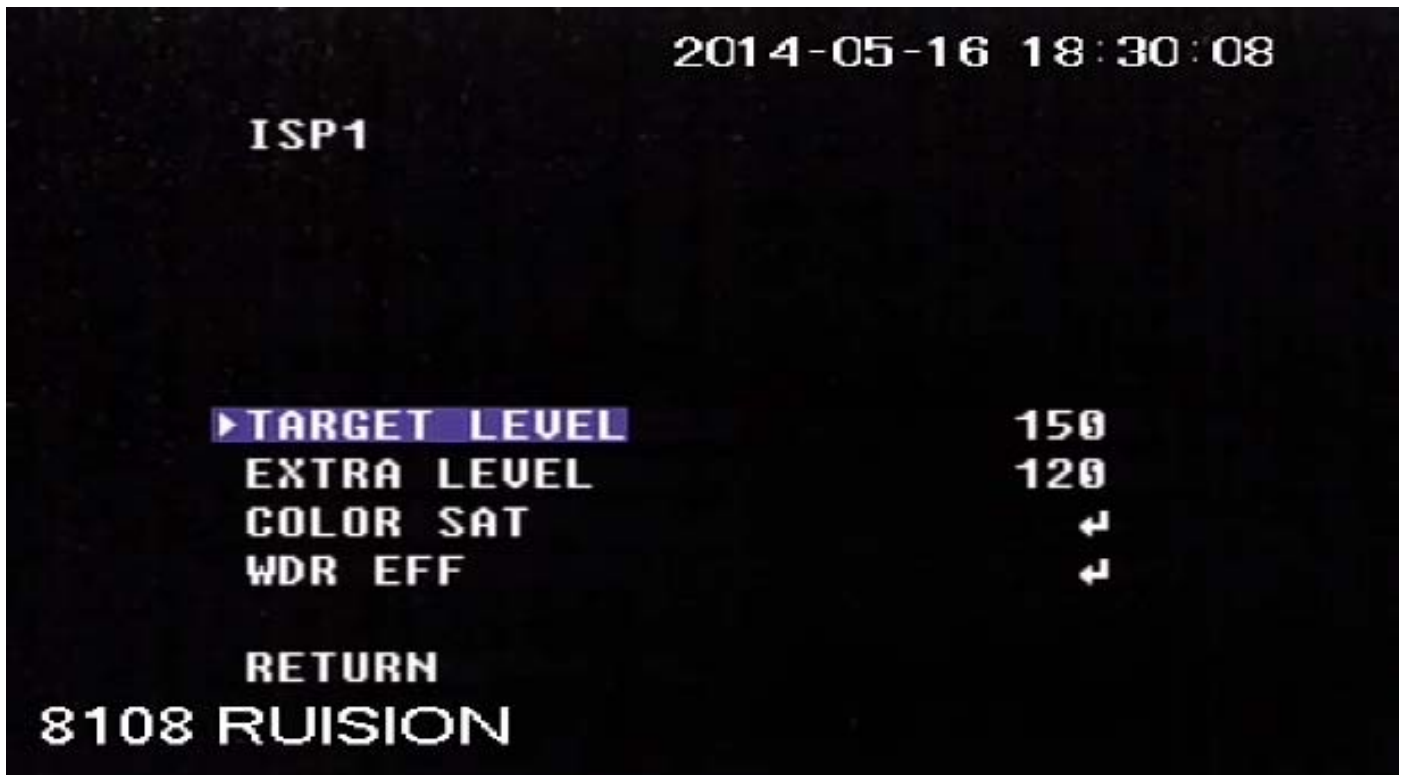 2014-05-16 18:30:08
ISP1
TARGET LEVEL 150
EXTRA LEVEL 120
COLOR SAT ↵
WDR EFF ↵
RETURN
8108 RUISION